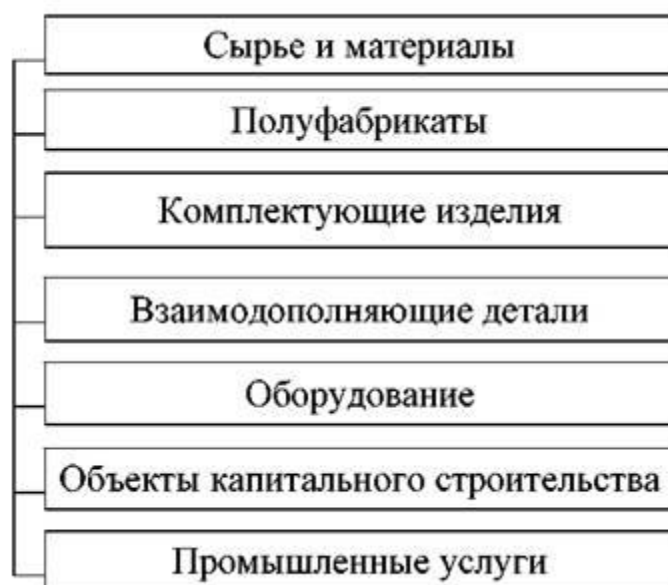 Сырье и материалы
Полуфабрикаты
Комплектующие изделия
Взаимодополняющие детали
Оборудование
Объекты капитального строительства
Промышленные услуги